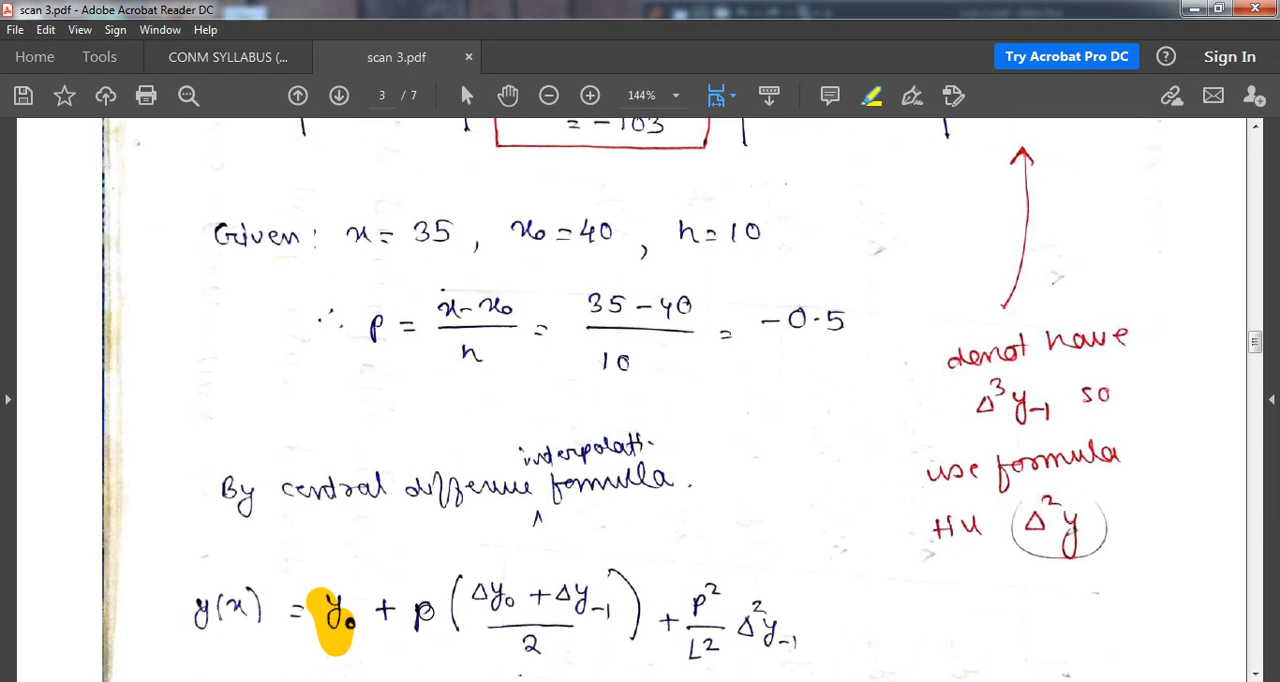 scan 3.pdf - Adobe Acrobat Reader DC
File Edit View Sign Window Help
Home Tools CONM SYLLABUS (... scan 3.pdf ×
Try Acrobat Pro DC ? Sign In
3 / 7 144%
= - 103
Given: x = 35 , x₀ = 40 , h = 10
∴ p = (x - x₀)/h = (35 - 40)/10 = - 0.5
donot have
Δ³y₋₁ so
use formula
till Δ²y
interpolati.
By central difference ^ formula .
y(x) = y₀ + p ( (Δy₀ + Δy₋₁)/2 ) + p²/L2 Δ²y₋₁